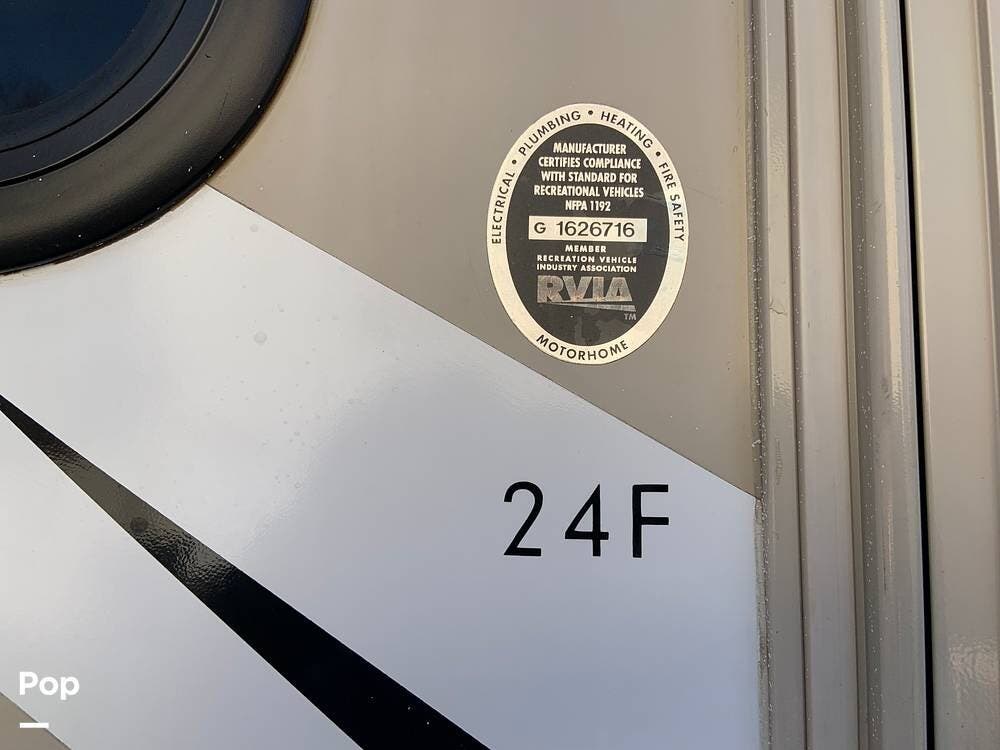 ELECTRICAL • PLUMBING • HEATING • FIRE SAFETY
MANUFACTURER
CERTIFIES COMPLIANCE
WITH STANDARD FOR
RECREATIONAL VEHICLES
NFPA 1192
G 1626716
MEMBER
RECREATION VEHICLE
INDUSTRY ASSOCIATION
RVIA
TM
MOTORHOME
24F
Pop